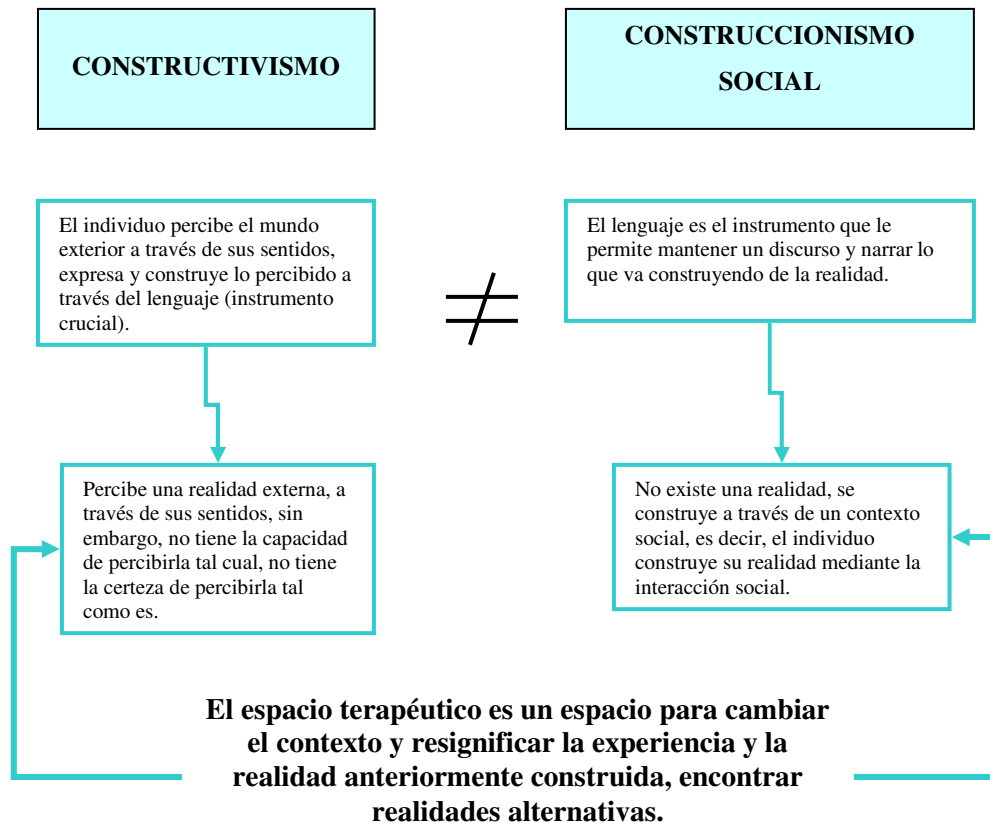 CONSTRUCTIVISMO
CONSTRUCCIONISMO
SOCIAL
El individuo percibe el mundo
exterior a través de sus sentidos,
expresa y construye lo percibido a
través del lenguaje (instrumento
crucial).
≠
El lenguaje es el instrumento que le
permite mantener un discurso y narrar lo
que va construyendo de la realidad.
Percibe una realidad externa, a
través de sus sentidos, sin
embargo, no tiene la capacidad
de percibirla tal cual, no tiene
la certeza de percibirla tal
como es.
No existe una realidad, se
construye a través de un contexto
social, es decir, el individuo
construye su realidad mediante la
interacción social.
El espacio terapéutico es un espacio para cambiar
el contexto y resignificar la experiencia y la
realidad anteriormente construida, encontrar
realidades alternativas.